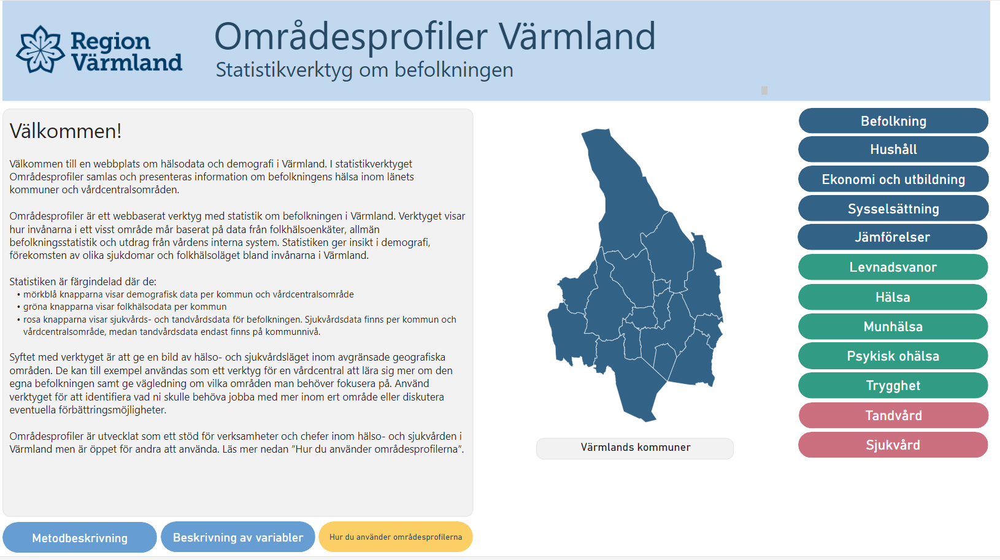 Region
Värmland
Områdesprofiler Värmland
Statistikverktyg om befolkningen
Välkommen!
Välkommen till en webbplats om hälsodata och demografi i Värmland. I statistikverktyget
Områdesprofiler samlas och presenteras information om befolkningens hälsa inom länets
kommuner och vårdcentralsområden.
Områdesprofiler är ett webbaserat verktyg med statistik om befolkningen i Värmland. Verktyget visar
hur invånarna i ett visst område mår baserat på data från folkhälsoenkäter, allmän
befolkningsstatistik och utdrag från vårdens interna system. Statistiken ger insikt i demografi,
förekomsten av olika sjukdomar och folkhälsoläget bland invånarna i Värmland.
Statistiken är färgindelad där de:
• mörkblå knapparna visar demografisk data per kommun och vårdcentralsområde
• gröna knapparna visar folkhälsodata per kommun
• rosa knapparna visar sjukvårds- och tandvårdsdata för befolkningen. Sjukvårdsdata finns per kommun och
vårdcentralsområde, medan tandvårdsdata endast finns på kommunnivå.
Syftet med verktyget är att ge en bild av hälso- och sjukvårdsläget inom avgränsade geografiska
områden. De kan till exempel användas som ett verktyg för en vårdcentral att lära sig mer om den
egna befolkningen samt ge vägledning om vilka områden man behöver fokusera på. Använd
verktyget för att identifiera vad ni skulle behöva jobba med mer inom ert område eller diskutera
eventuella förbättringsmöjligheter.
Områdesprofiler är utvecklat som ett stöd för verksamheter och chefer inom hälso- och sjukvården i
Värmland men är öppet för andra att använda. Läs mer nedan ”Hur du använder områdesprofilerna”.
Metodbeskrivning
Beskrivning av variabler
Hur du använder områdesprofilerna
Värmlands kommuner
Befolkning
Hushåll
Ekonomi och utbildning
Sysselsättning
Jämförelser
Levnadsvanor
Hälsa
Munhälsa
Psykisk ohälsa
Trygghet
Tandvård
Sjukvård